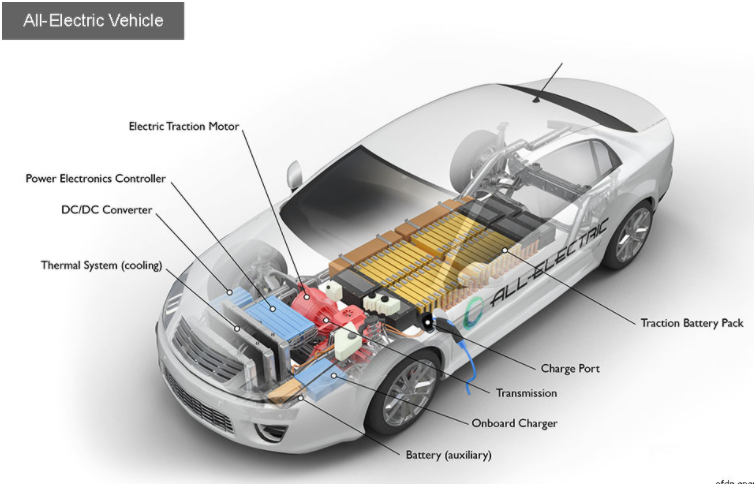 All-Electric Vehicle
Electric Traction Motor
Power Electronics Controller
DC/DC Converter
Thermal System (cooling)
ALL-ELECTRIC
Traction Battery Pack
Charge Port
Transmission
Onboard Charger
Battery (auxiliary)